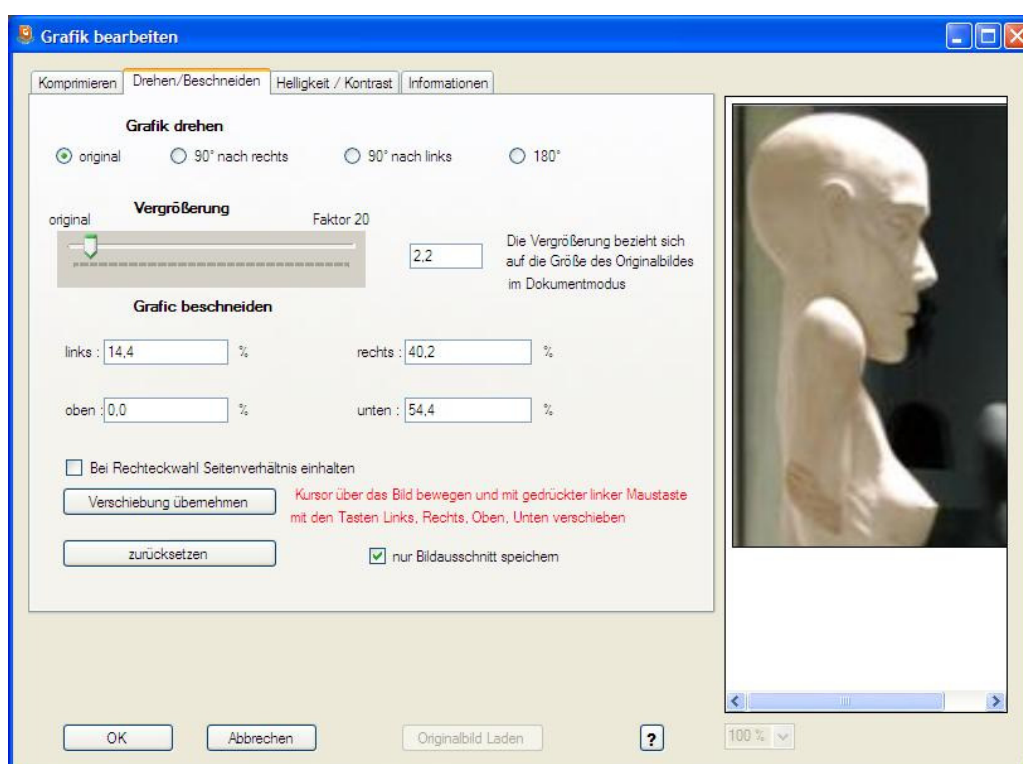 Grafik bearbeiten
Komprimieren Drehen/Beschneiden Helligkeit / Kontrast Informationen
Grafik drehen
original 90° nach rechts 90° nach links 180°
Vergrößerung
original Faktor 20
2,2
Die Vergrößerung bezieht sich
auf die Größe des Originalbildes
im Dokumentmodus
Grafic beschneiden
links : 14,4 % rechts : 40,2 %
oben : 0,0 % unten : 54,4 %
Bei Rechteckwahl Seitenverhältnis einhalten
Verschiebung übernehmen
Kursor über das Bild bewegen und mit gedrückter linker Maustaste
mit den Tasten Links, Rechts, Oben, Unten verschieben
zurücksetzen nur Bildausschnitt speichern
OK Abbrechen Originalbild Laden ? 100 %